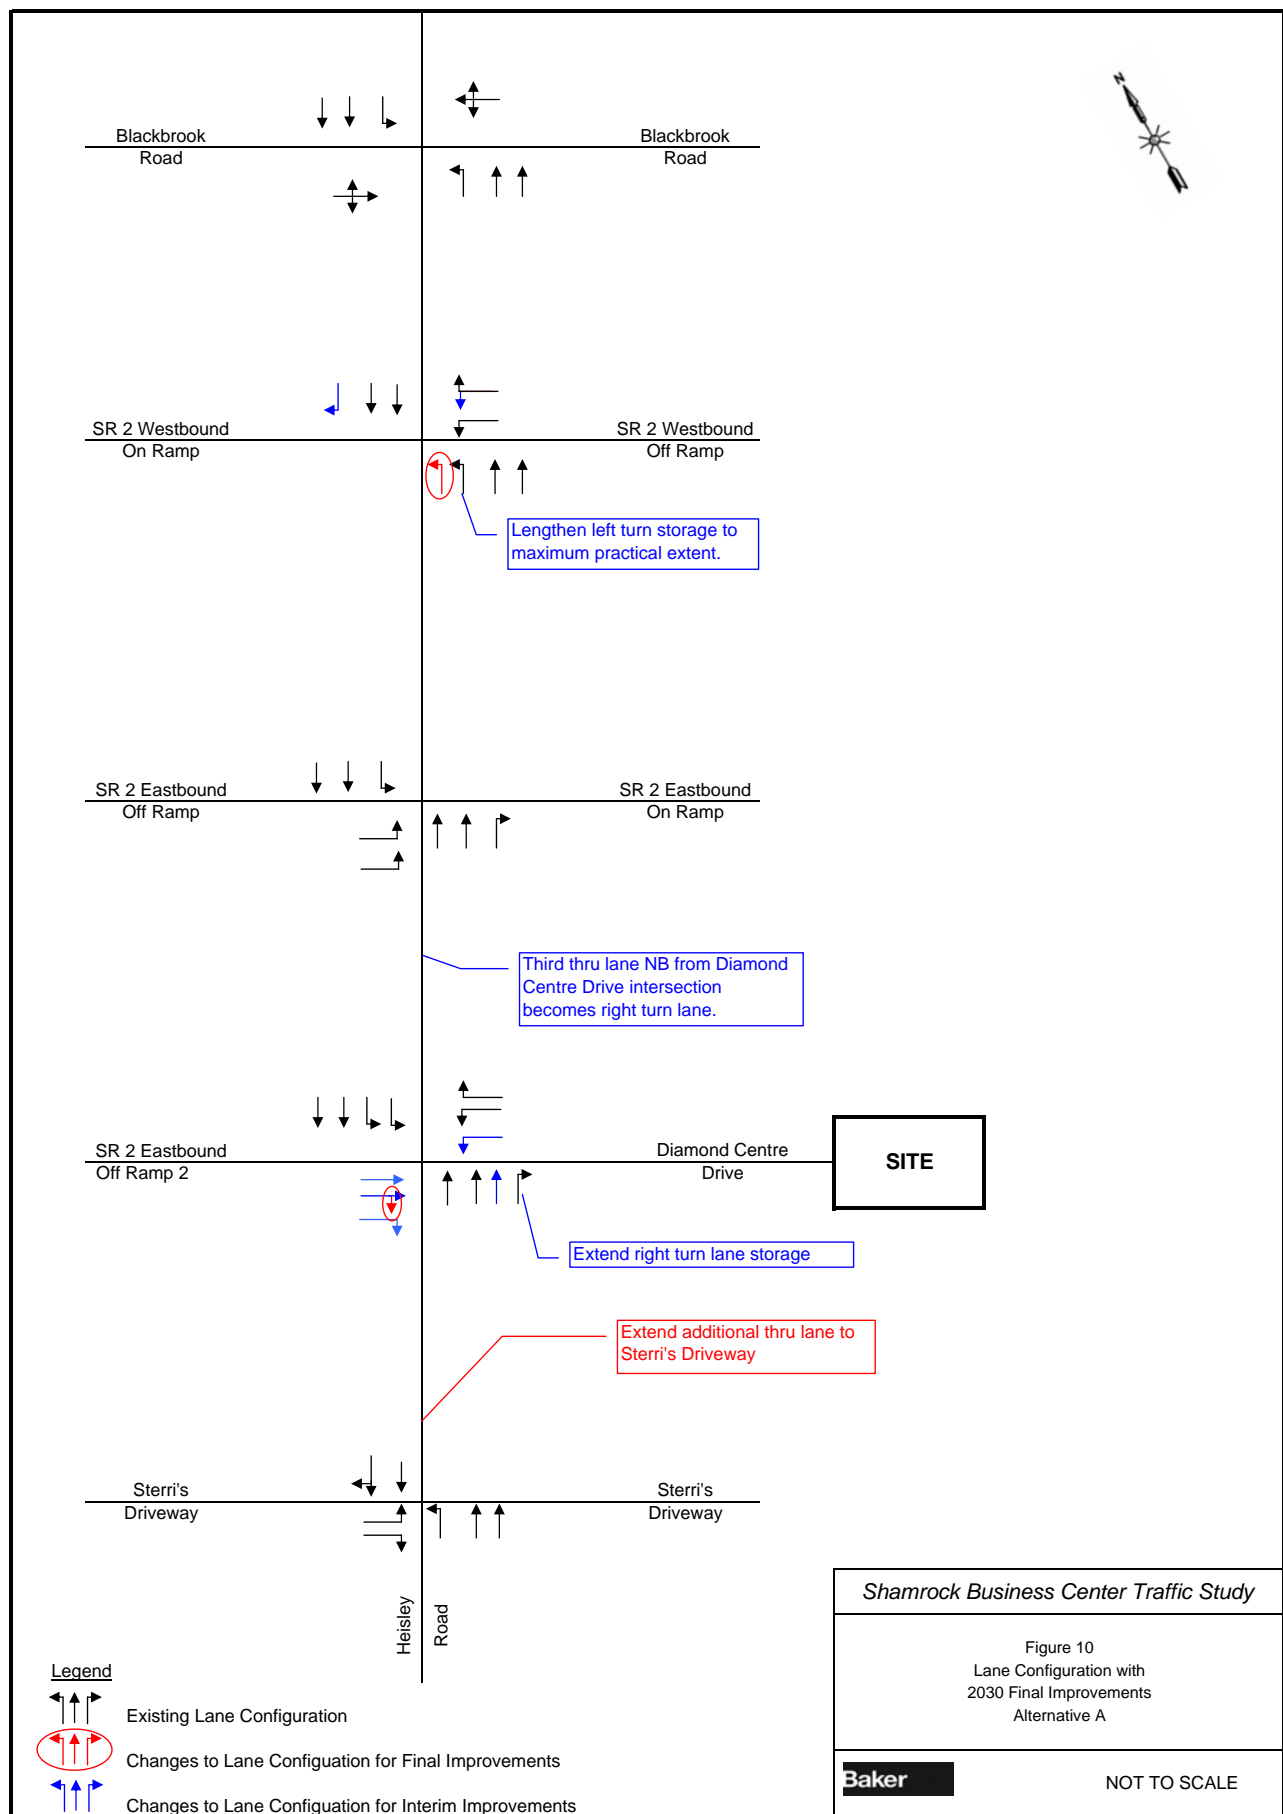 N
Blackbrook
Road
Blackbrook
Road
SR 2 Westbound
On Ramp
SR 2 Westbound
Off Ramp
Lengthen left turn storage to
maximum practical extent.
SR 2 Eastbound
Off Ramp
SR 2 Eastbound
On Ramp
Third thru lane NB from Diamond
Centre Drive intersection
becomes right turn lane.
SR 2 Eastbound
Off Ramp 2
Diamond Centre
Drive
SITE
Extend right turn lane storage
Extend additional thru lane to
Sterri's Driveway
Sterri's
Driveway
Sterri's
Driveway
Heisley
Road
Legend
Existing Lane Configuration
Changes to Lane Configuation for Final Improvements
Changes to Lane Configuation for Interim Improvements
Shamrock Business Center Traffic Study
Figure 10
Lane Configuration with
2030 Final Improvements
Alternative A
Baker
NOT TO SCALE